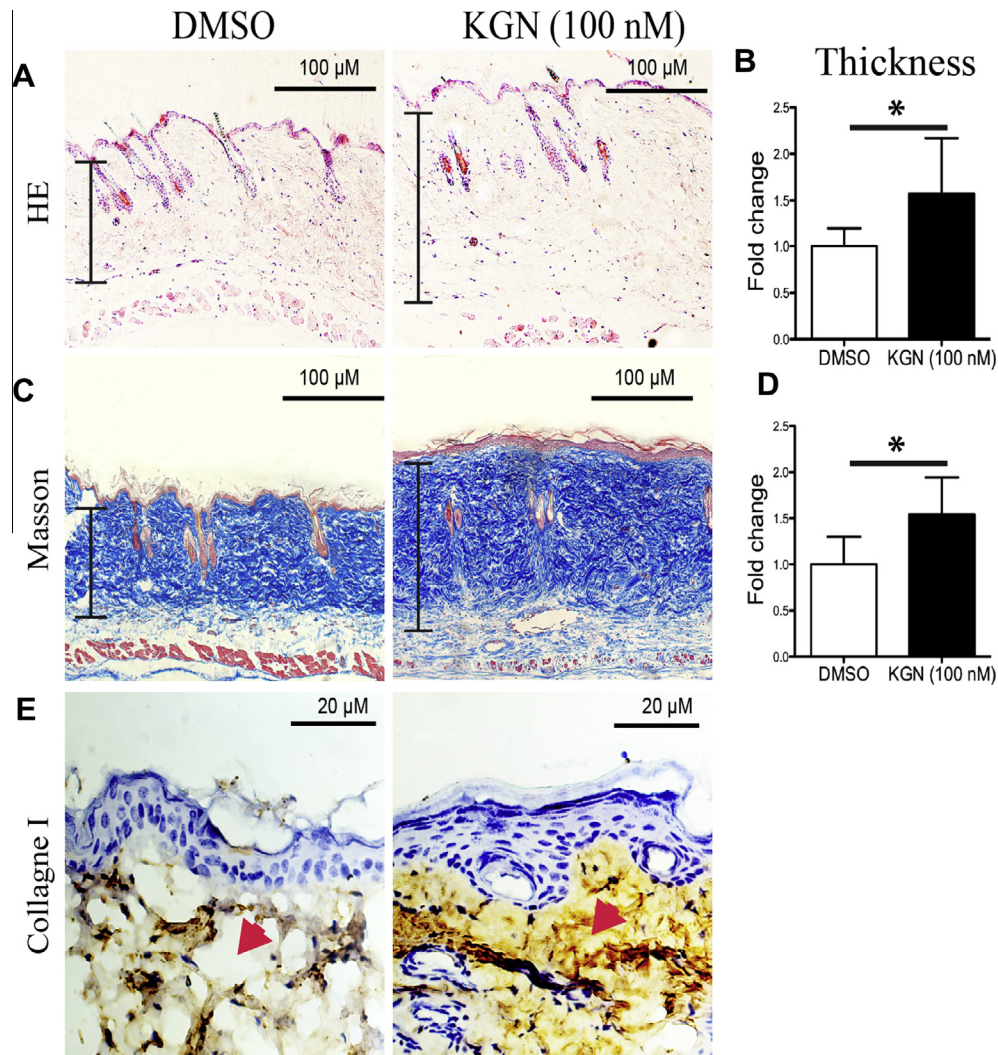 DMSO
KGN (100 nM)
A
100 µM
100 µM
HE
B
Thickness
Fold change
2.5
2.0
1.5
1.0
0.5
0.0
*
DMSO
KGN (100 nM)
C
100 µM
100 µM
Masson
D
Fold change
2.5
2.0
1.5
1.0
0.5
0.0
*
DMSO
KGN (100 nM)
E
20 µM
20 µM
Collagne I